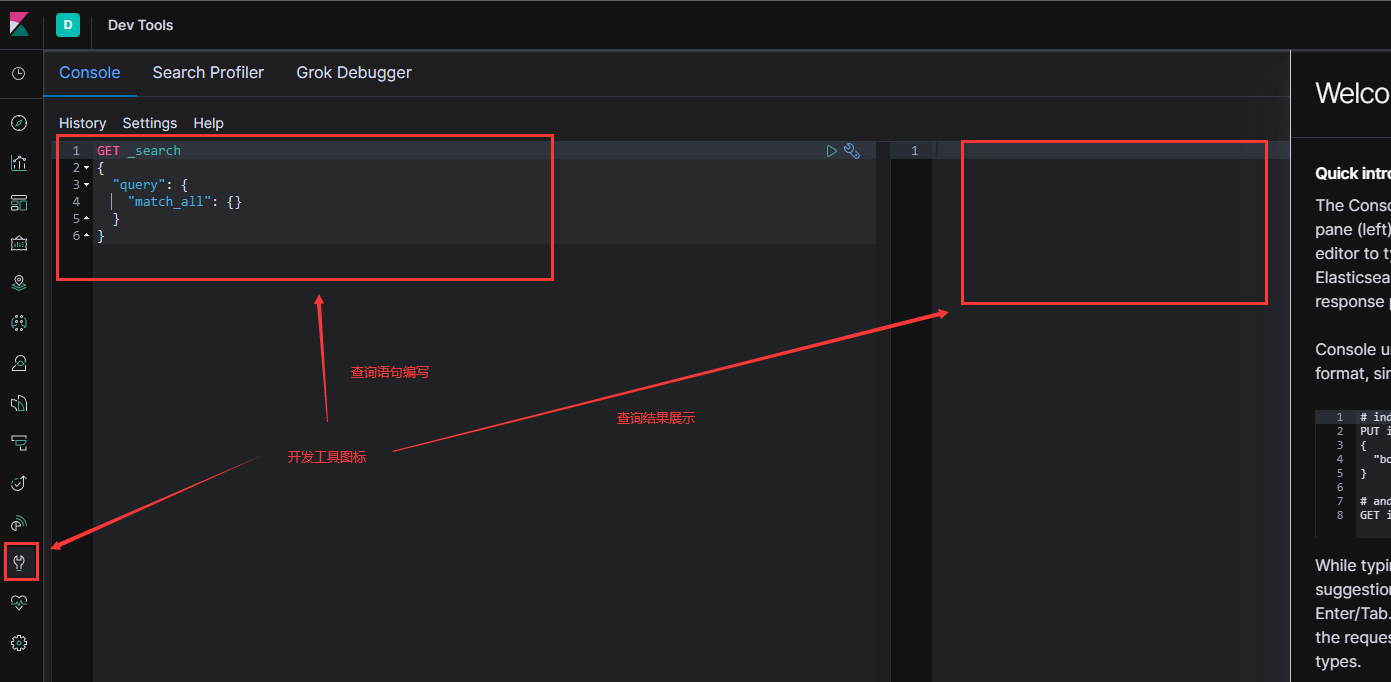 D
Dev Tools
Console
Search Profiler
Grok Debugger
History
Settings
Help
1 GET _search
2 {
3 "query": {
4 "match_all": {}
5 }
6 }
1
查询语句编写
查询结果展示
开发工具图标
Welco
Quick intro
The Conso
pane (left)
editor to ty
Elasticsea
response p
Console u
format, sim
1 # ind
2 PUT i
3 {
4 "bo
5 }
6
7 # and
8 GET i
While typi
suggestion
Enter/Tab.
the reques
types.